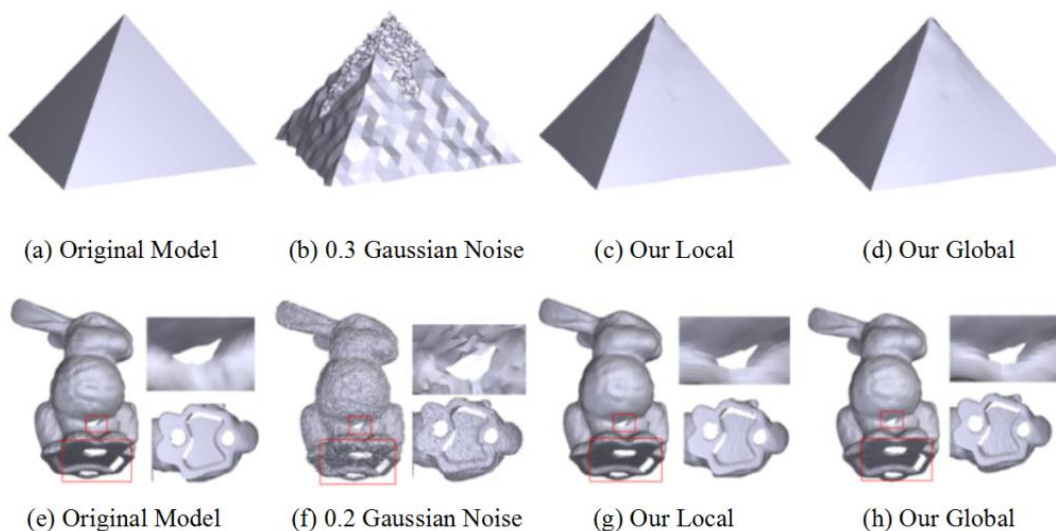 (a) Original Model (b) 0.3 Gaussian Noise (c) Our Local (d) Our Global
(e) Original Model (f) 0.2 Gaussian Noise (g) Our Local (h) Our Global